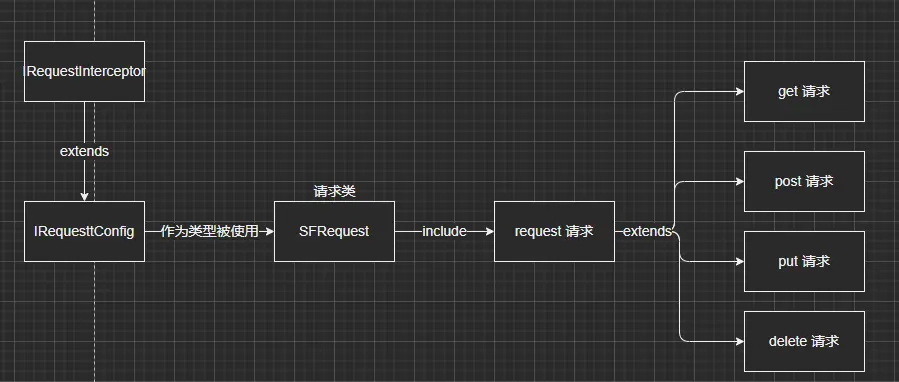 IRequestInterceptor
extends
IRequesttConfig
作为类型被使用
请求类
SFRequest
include
request 请求
extends
get 请求
post 请求
put 请求
delete 请求